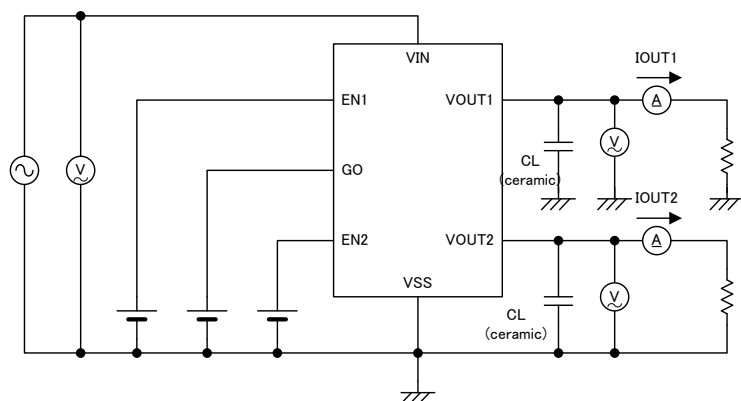 VIN
IOUT1
EN1
VOUT1
A
V
V
CL
(ceramic)
GO
IOUT2
EN2
VOUT2
A
VSS
V
CL
(ceramic)